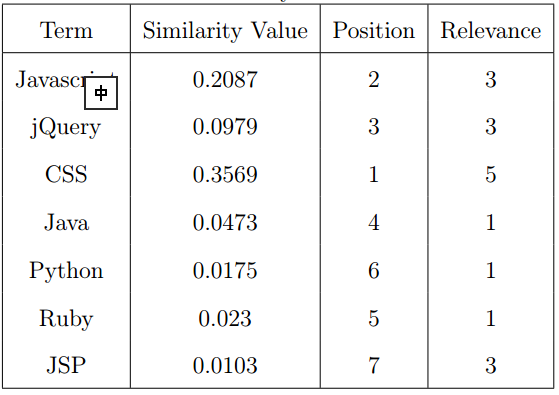 Term Similarity Value Position Relevance
Javascript 0.2087 2 3
中
jQuery 0.0979 3 3
CSS 0.3569 1 5
Java 0.0473 4 1
Python 0.0175 6 1
Ruby 0.023 5 1
JSP 0.0103 7 3